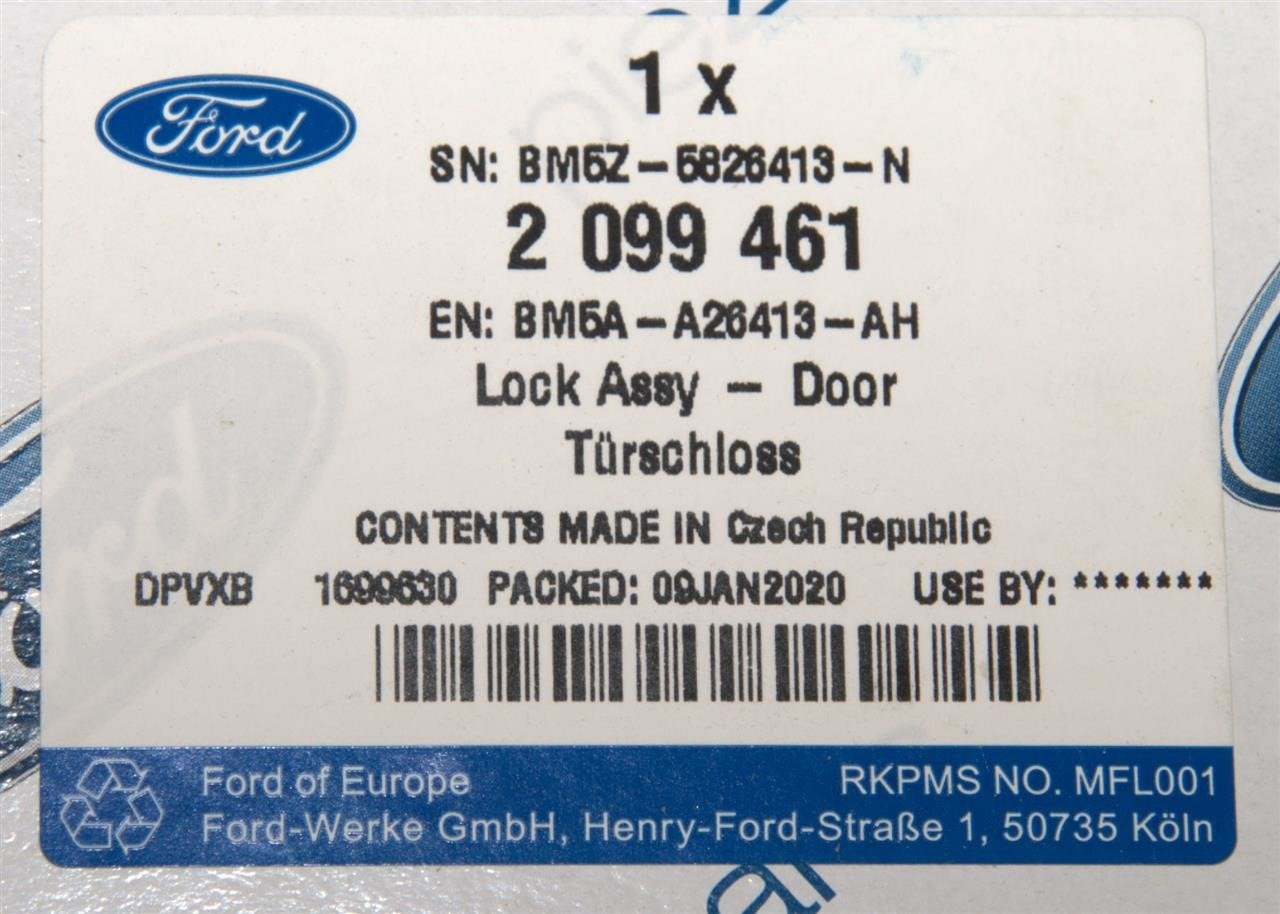 1 x
Ford
SN: BM5Z-5826413-N
2 099 461
EN: BM5A-A26413-AH
Lock Assy - Door
Türschloss
CONTENTS MADE IN Czech Republic
DPVXB 1699630 PACKED: 09JAN2020 USE BY: *******
Ford of Europe RKPMS NO. MFL001
Ford-Werke GmbH, Henry-Ford-Straße 1, 50735 Köln